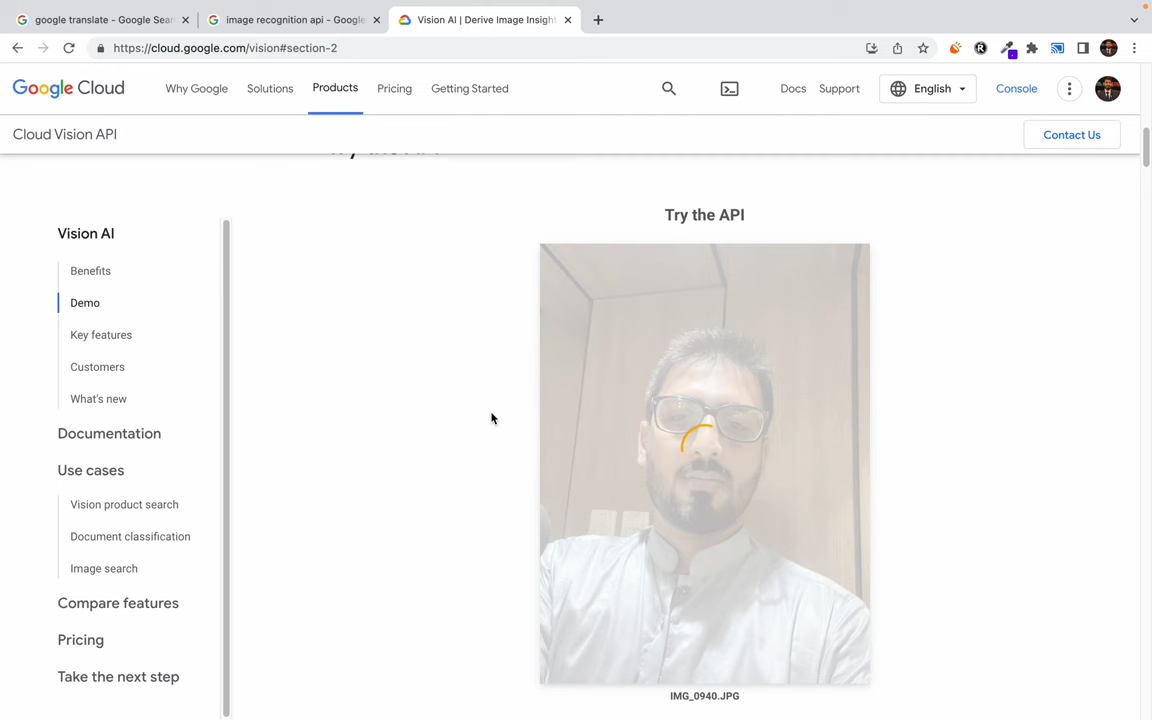 google translate - Google Sear
image recognition api - Google
Vision AI | Derive Image Insight
https://cloud.google.com/vision#section-2
Google Cloud
Why Google
Solutions
Products
Pricing
Getting Started
Docs
Support
English
Console
Cloud Vision API
Contact Us
Try the API
Vision AI
Benefits
Demo
Key features
Customers
What's new
Documentation
Use cases
Vision product search
Document classification
Image search
Compare features
Pricing
Take the next step
IMG_0940.JPG